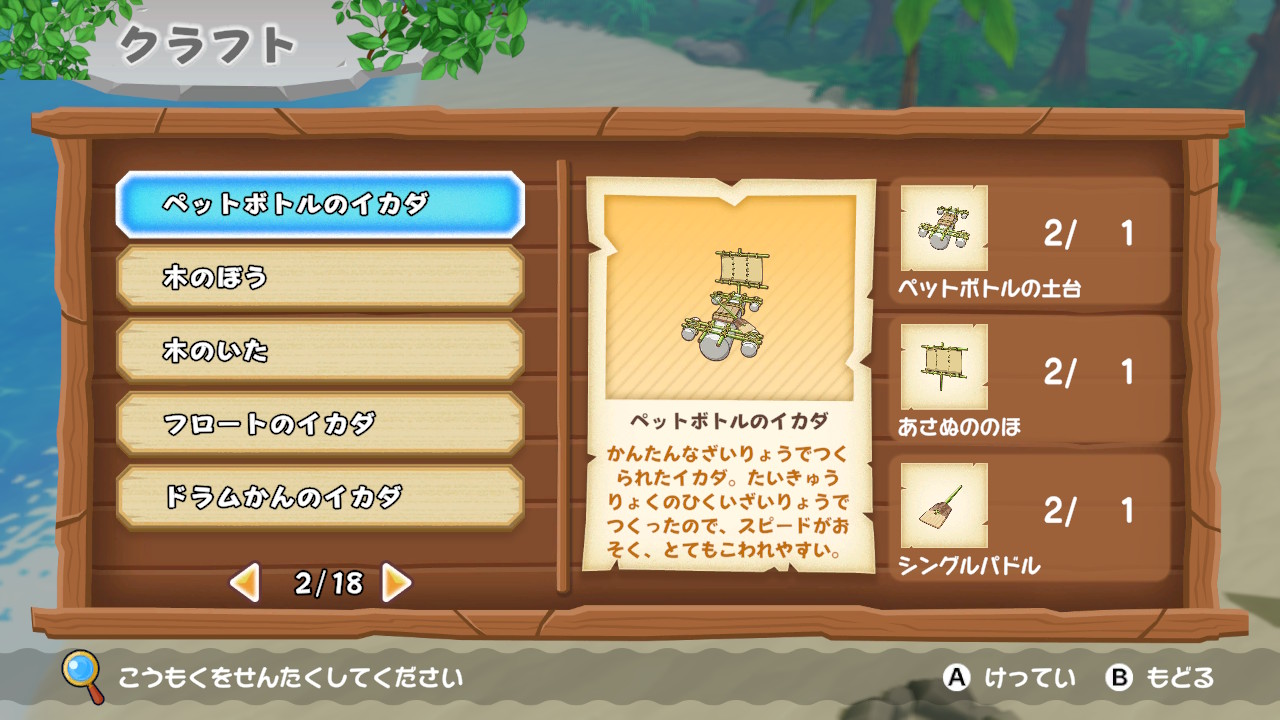 クラフト
ペットボトルのイカダ
木のぼう
木のいた
フロートのイカダ
ドラムかんのイカダ
2/18
ペットボトルのイカダ
かんたんなざいりょうでつく
られたイカダ。たいきゅう
りょくのひくいざいりょうで
つくったので、スピードがお
そく、とてもこわれやすい。
2/ 1
ペットボトルの土台
2/ 1
あさぬののほ
2/ 1
シングルパドル
こうもくをせんたくしてください
A けってい B もどる